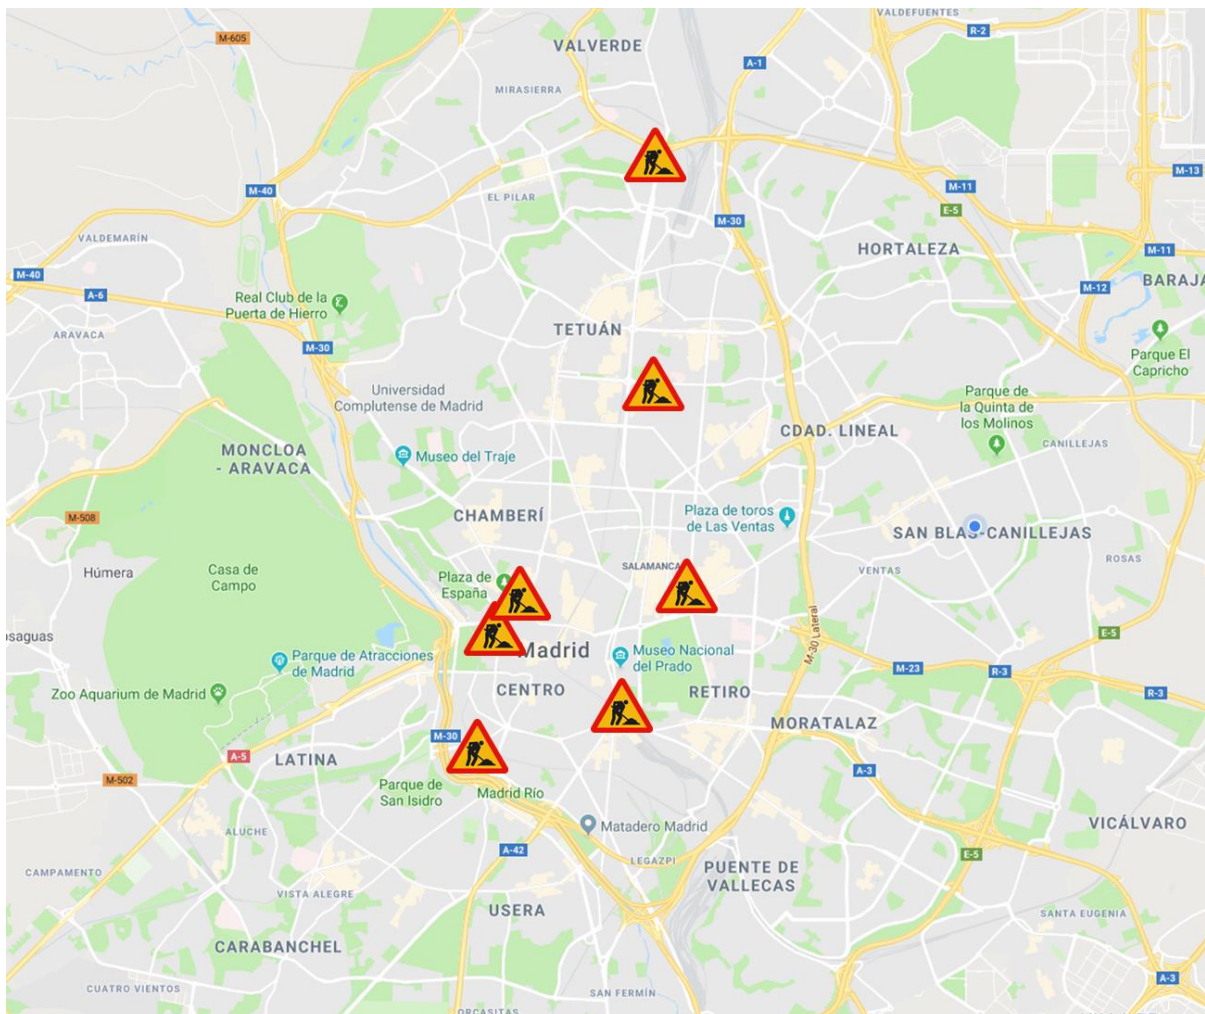 VALDEFUENTES
M-605
R-2
VALVERDE
A-1
MIRASIERRA
M-13
M-40
M-11
EL PILAR
E-5
M-30
VALDEMARÍN
HORTALEZA
M-11
M-40
A-6
M-12
BARAJA
Real Club de la
Puerta de Hierro
TETUÁN
ARAVACA
M-30
Parque El
Capricho
Universidad
Complutense de Madrid
Parque de
la Quinta de
los Molinos
CDAD. LINEAL
CANILLEJAS
MONCLOA
- ARAVACA
Museo del Traje
M-508
CHAMBERÍ
Plaza de toros
de Las Ventas
SAN BLAS-CANILLEJAS
ROSAS
Húmera
Casa de
Campo
Plaza de
España
SALAMANCA
VENTAS
M-30 Lateral
osaguas
E-5
Parque de Atracciones
de Madrid
Madrid
Museo Nacional
del Prado
M-23
R-3
R-3
Zoo Aquarium de Madrid
CENTRO
RETIRO
MORATALAZ
M-30
A-5
LATINA
A-3
M-502
Parque de
San Isidro
Madrid Río
Matadero Madrid
VICÁLVARO
ALUCHE
A-42
LEGAZPI
E-5
CAMPAMENTO
PUENTE DE
VALLECAS
VISTA ALEGRE
USERA
SANTA EUGENIA
CARABANCHEL
A-3
CUATRO VIENTOS
SAN FERMÍN
ORCASITAS